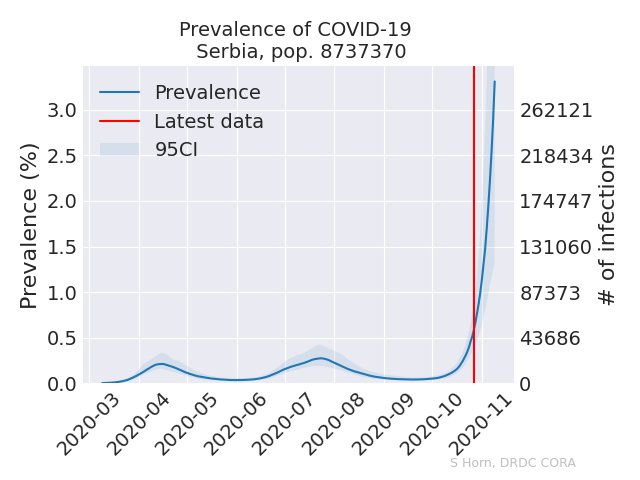 Prevalence of COVID-19
Serbia, pop. 8737370
Prevalence
Latest data
95CI
Prevalence (%)
3.0
2.5
2.0
1.5
1.0
0.5
0.0
262121
218434
174747
131060
87373
43686
0
# of infections
2020-03
2020-04
2020-05
2020-06
2020-07
2020-08
2020-09
2020-10
2020-11
S Horn, DRDC CORA